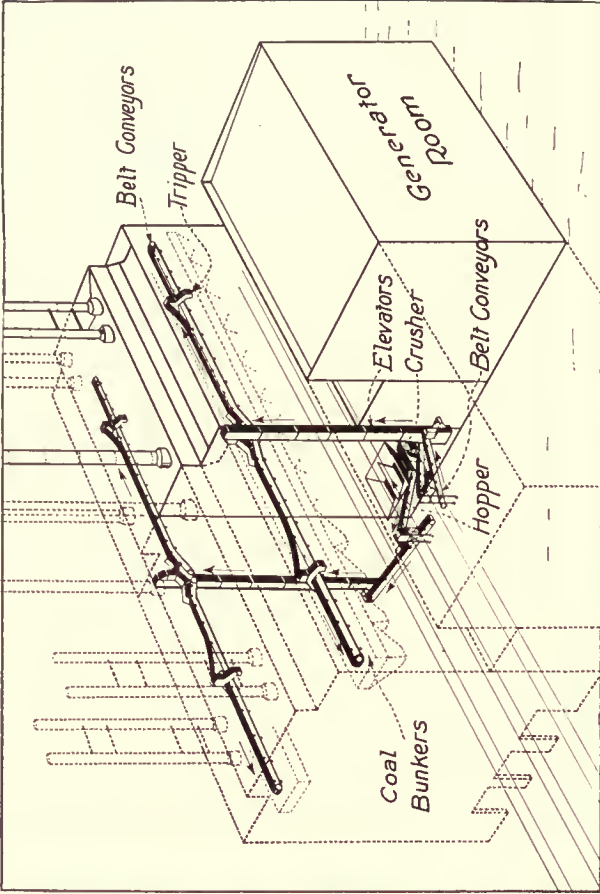 Belt Conveyors
Tripper
Generator
Room
Elevators
Crusher
Belt Conveyors
Hopper
Coal
Bunkers